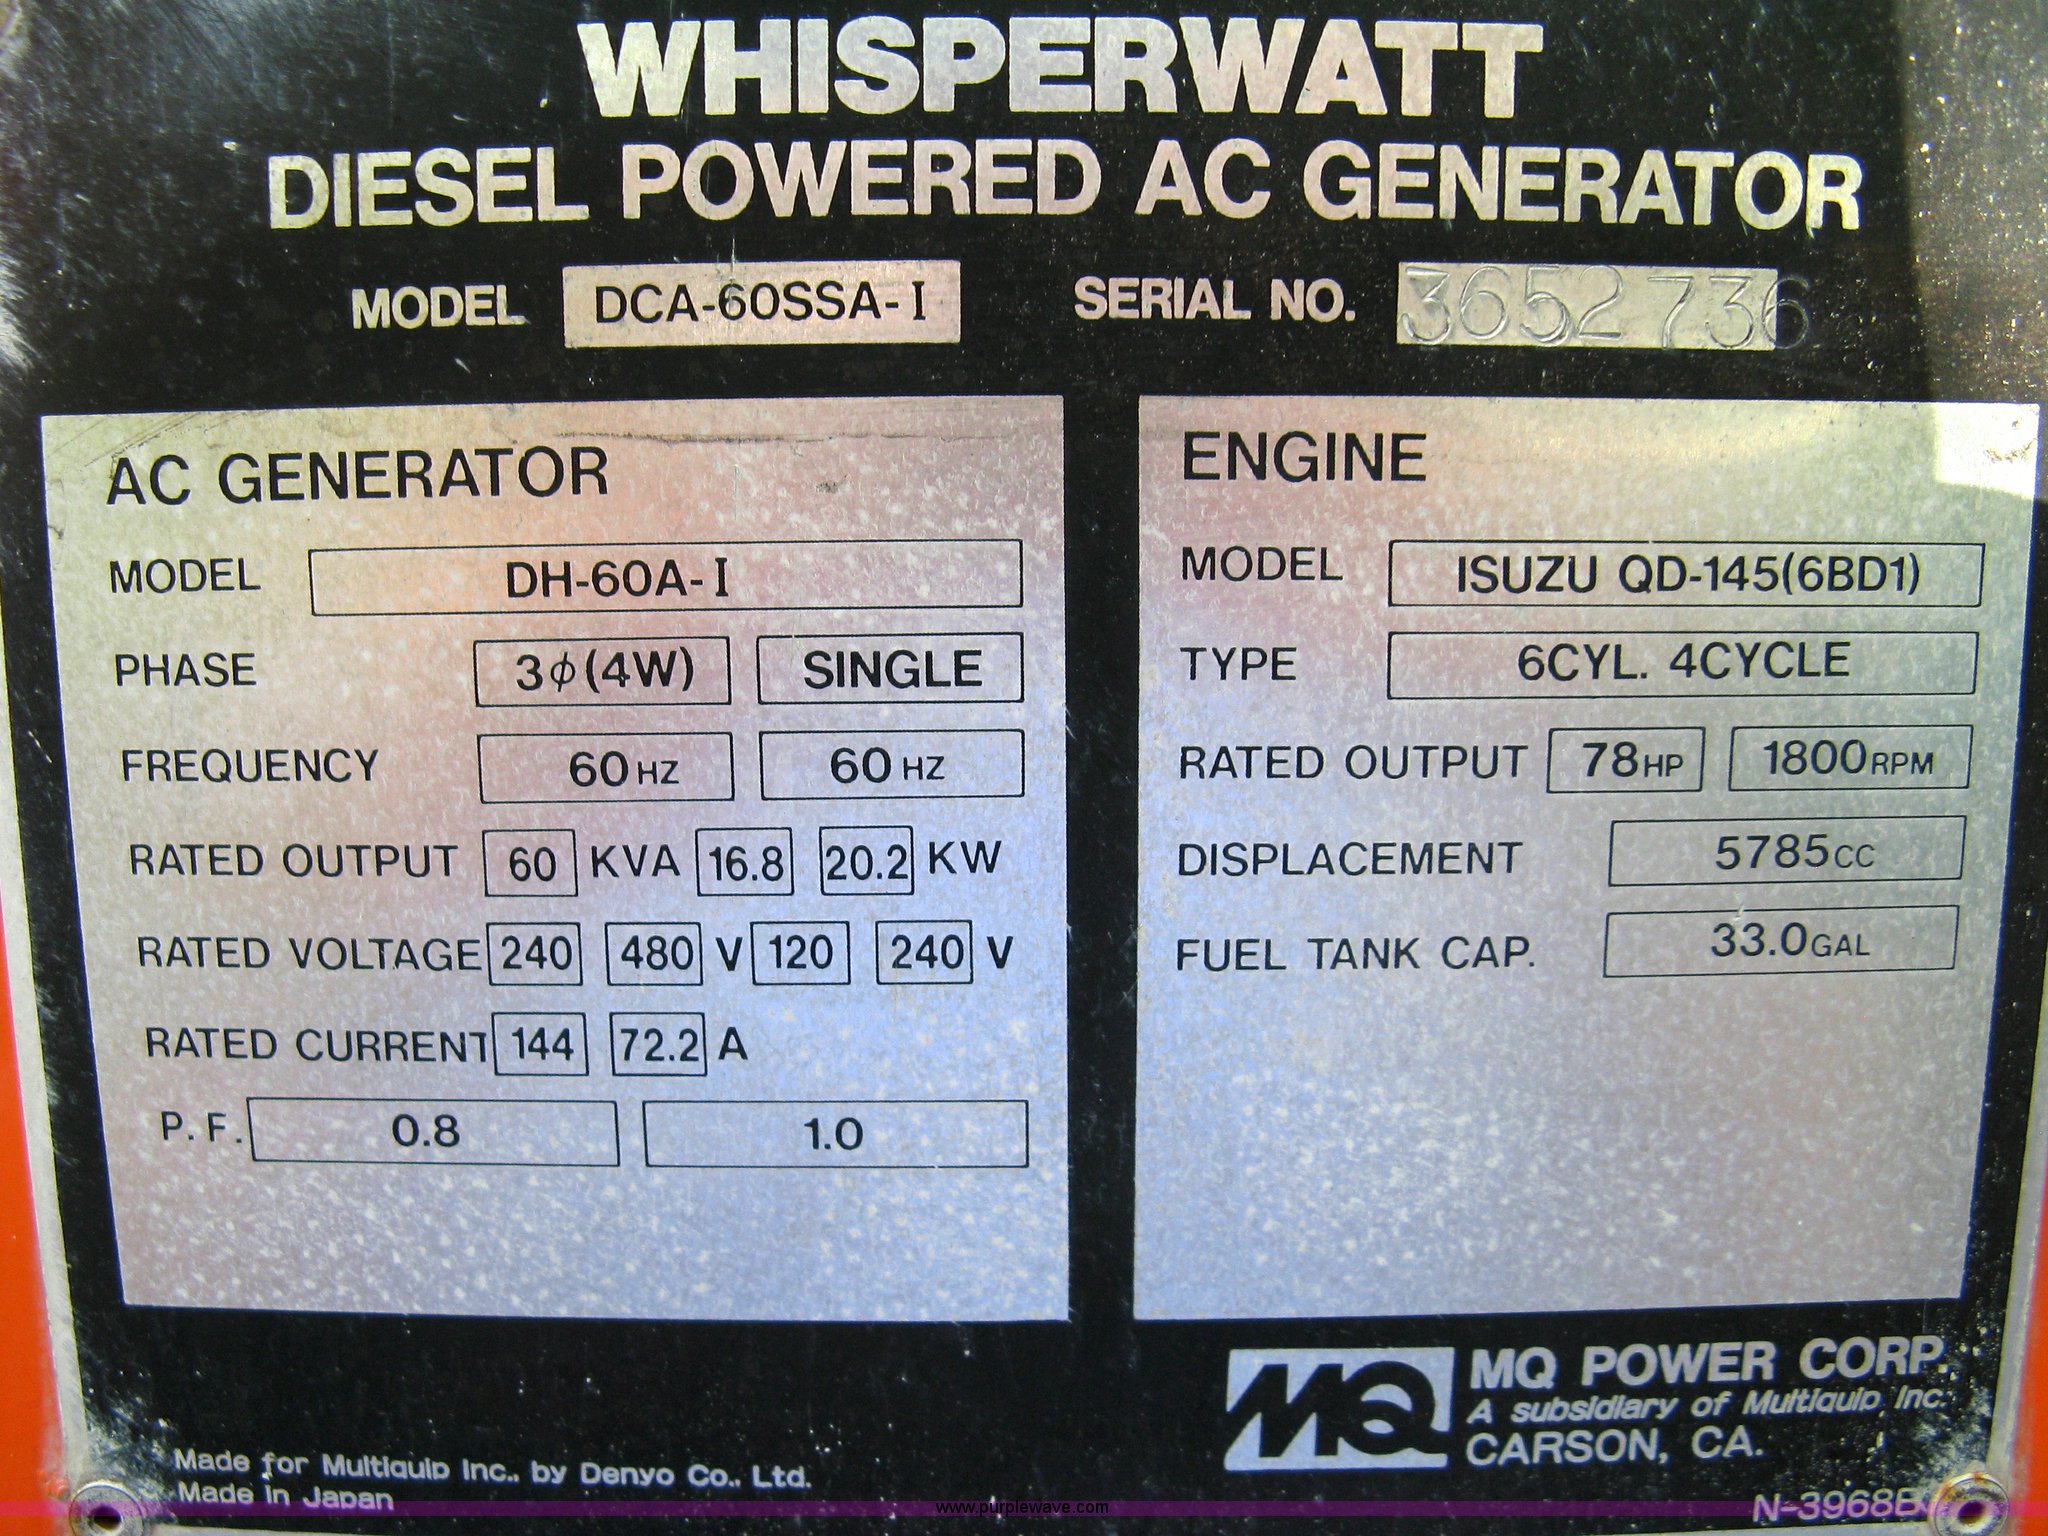 WHISPERWATT
DIESEL POWERED AC GENERATOR
MODEL DCA-60SSA-I SERIAL NO. 3652736
AC GENERATOR
MODEL DH-60A-I
PHASE 3φ(4W) SINGLE
FREQUENCY 60HZ 60HZ
RATED OUTPUT 60 KVA 16.8 20.2 KW
RATED VOLTAGE 240 480 V 120 240 V
RATED CURRENT 144 72.2 A
P.F. 0.8 1.0
ENGINE
MODEL ISUZU QD-145(6BD1)
TYPE 6CYL. 4CYCLE
RATED OUTPUT 78HP 1800RPM
DISPLACEMENT 5785CC
FUEL TANK CAP. 33.0GAL
MQ MQ POWER CORP.
A subsidiary of Multiquip Inc.
CARSON, CA.
Made for Multiquip Inc., by Denyo Co., Ltd.
Made in Japan
www.purplewave.com
N-3968B